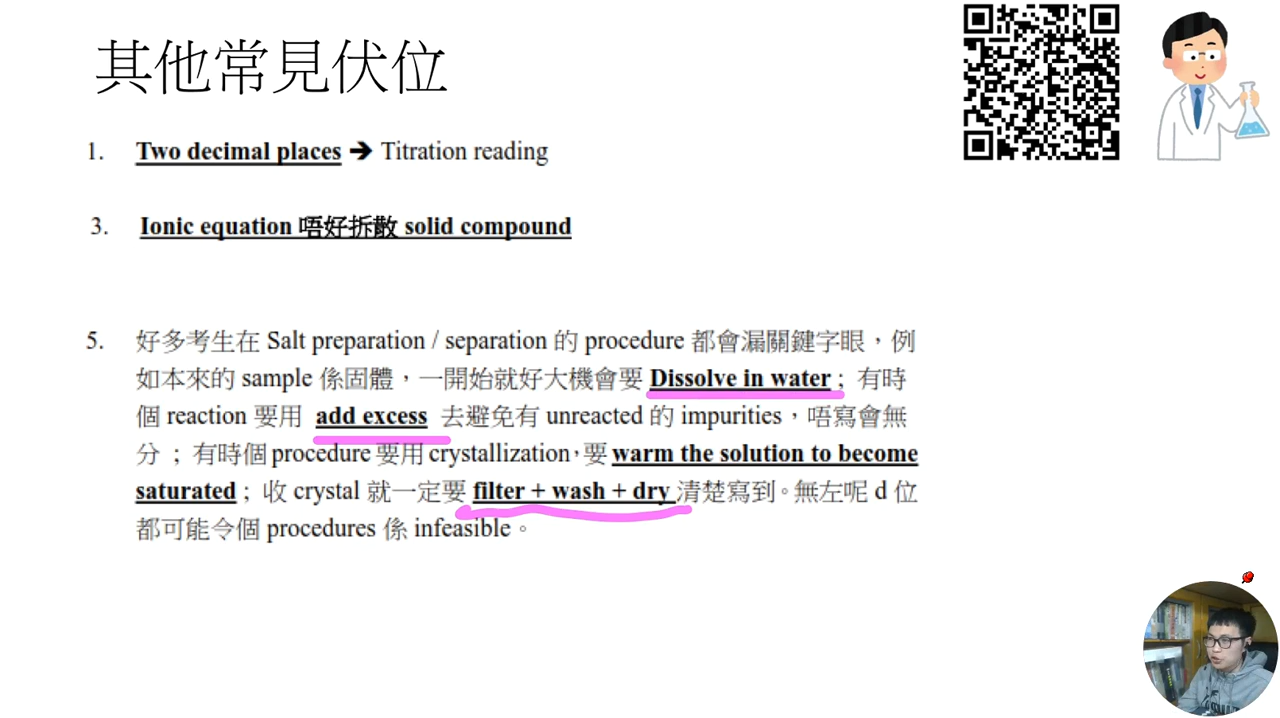 其他常見伏位
1. Two decimal places ➔ Titration reading
3. Ionic equation 唔好拆散 solid compound
5. 好多考生在 Salt preparation / separation 的 procedure 都會漏關鍵字眼，例
如本來的 sample 係固體，一開始就好大機會要 Dissolve in water；有時
個 reaction 要用 add excess 去避免有 unreacted 的 impurities，唔寫會無
分；有時個 procedure 要用 crystallization，要 warm the solution to become
saturated；收 crystal 就一定要 filter + wash + dry 清楚寫到。無左呢 d 位
都可能令個 procedures 係 infeasible。